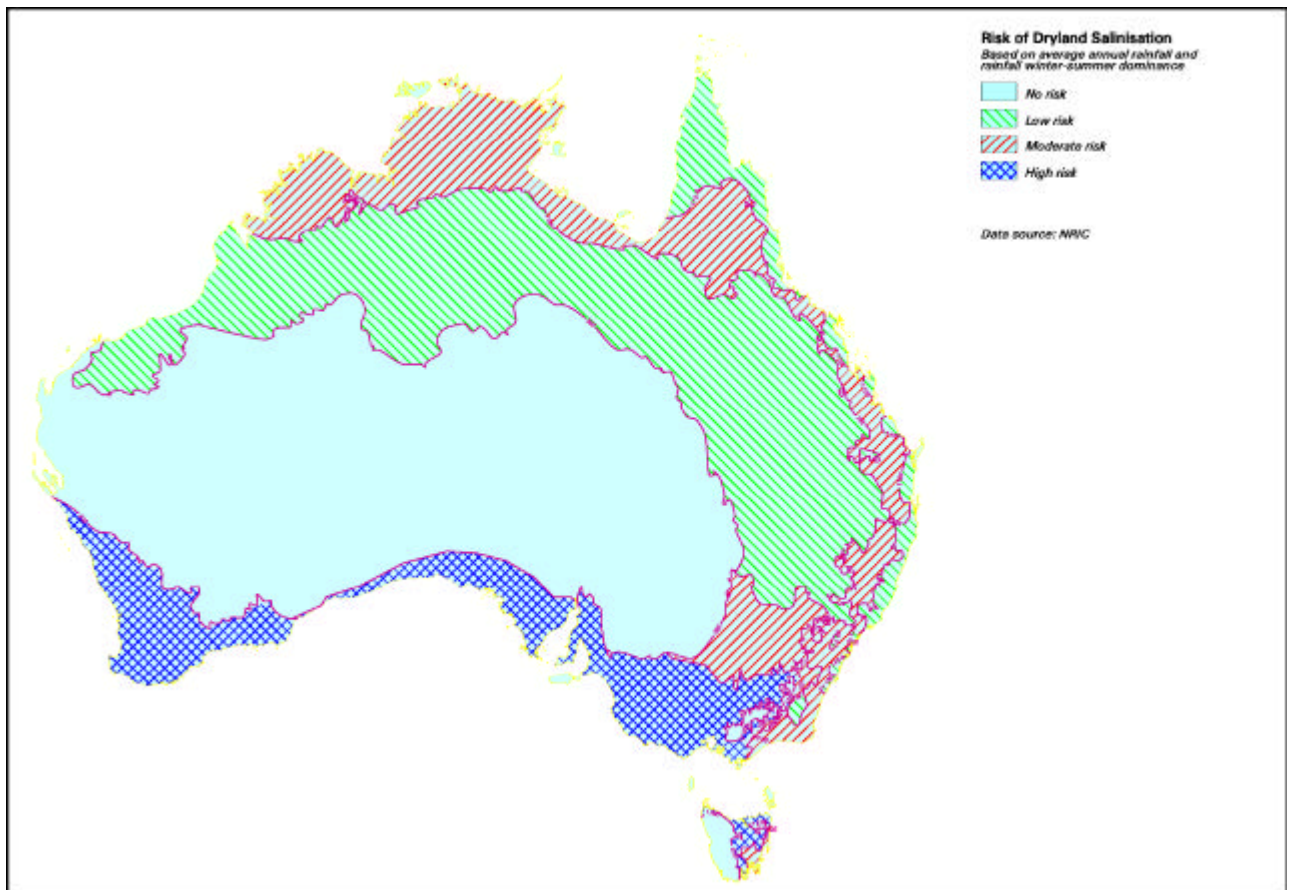 Risk of Dryland Salinisation
Based on average annual rainfall and
rainfall winter-summer dominance
No risk
Low risk
Moderate risk
High risk
Data source: NRIC